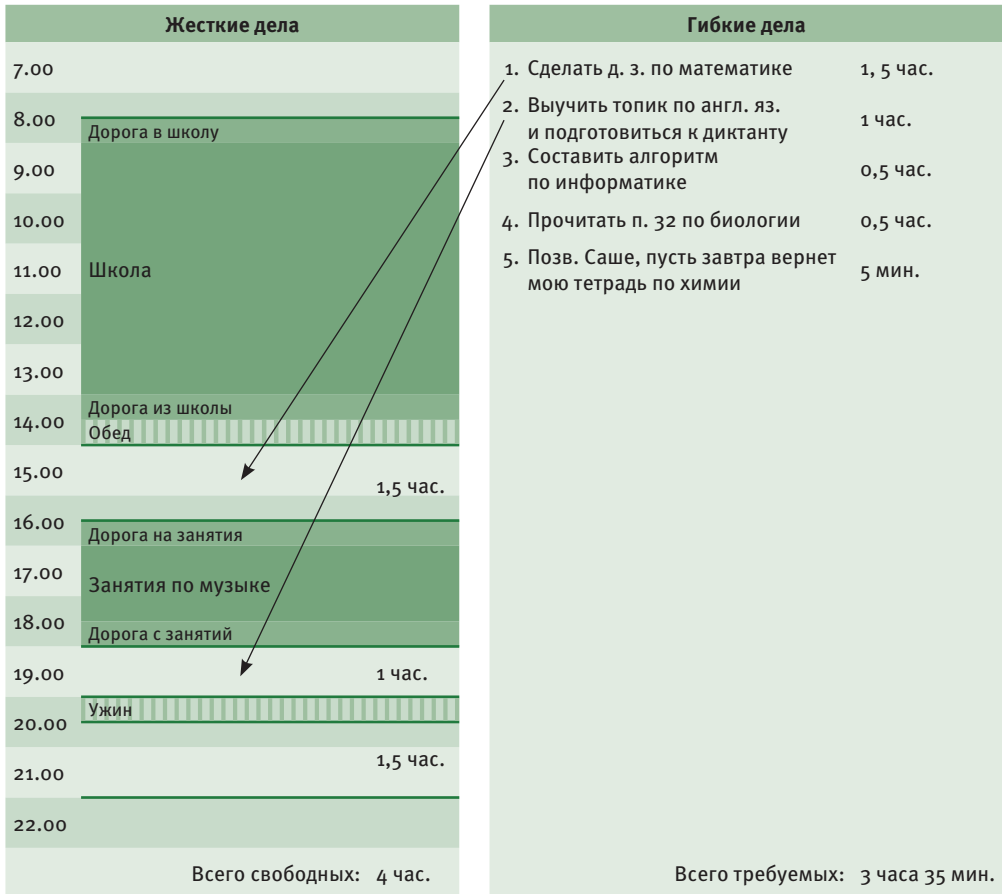 Жесткие дела
7.00
8.00
Дорога в школу
9.00
10.00
11.00
Школа
12.00
13.00
Дорога из школы
14.00
Обед
15.00
1,5 час.
16.00
Дорога на занятия
17.00
Занятия по музыке
18.00
Дорога с занятий
19.00
1 час.
Ужин
20.00
1,5 час.
21.00
22.00
Всего свободных: 4 час.
Гибкие дела
1. Сделать д. з. по математике 1, 5 час.
2. Выучить топик по англ. яз.
и подготовиться к диктанту 1 час.
3. Составить алгоритм
по информатике 0,5 час.
4. Прочитать п. 32 по биологии 0,5 час.
5. Позв. Саше, пусть завтра вернет
мою тетрадь по химии 5 мин.
Всего требуемых: 3 часа 35 мин.